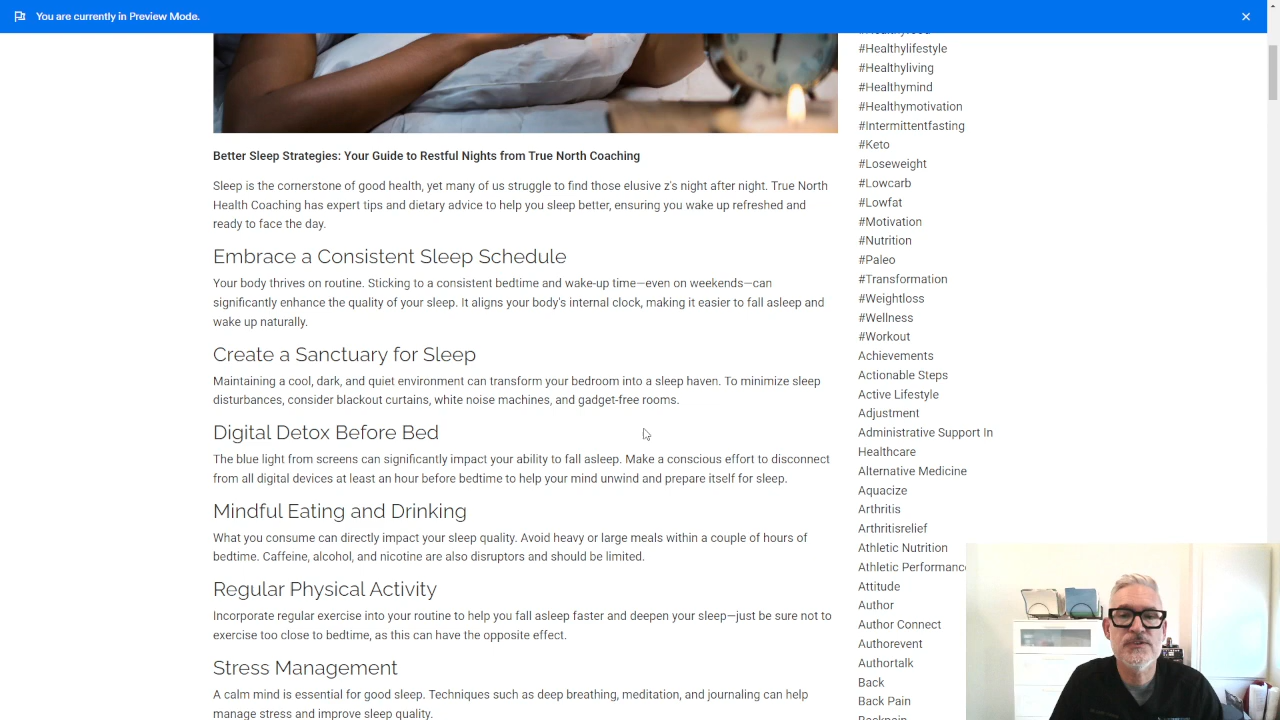 You are currently in Preview Mode.
Better Sleep Strategies: Your Guide to Restful Nights from True North Coaching
Sleep is the cornerstone of good health, yet many of us struggle to find those elusive z's night after night. True North
Health Coaching has expert tips and dietary advice to help you sleep better, ensuring you wake up refreshed and
ready to face the day.
Embrace a Consistent Sleep Schedule
Your body thrives on routine. Sticking to a consistent bedtime and wake-up time—even on weekends—can
significantly enhance the quality of your sleep. It aligns your body's internal clock, making it easier to fall asleep and
wake up naturally.
Create a Sanctuary for Sleep
Maintaining a cool, dark, and quiet environment can transform your bedroom into a sleep haven. To minimize sleep
disturbances, consider blackout curtains, white noise machines, and gadget-free rooms.
Digital Detox Before Bed
The blue light from screens can significantly impact your ability to fall asleep. Make a conscious effort to disconnect
from all digital devices at least an hour before bedtime to help your mind unwind and prepare itself for sleep.
Mindful Eating and Drinking
What you consume can directly impact your sleep quality. Avoid heavy or large meals within a couple of hours of
bedtime. Caffeine, alcohol, and nicotine are also disruptors and should be limited.
Regular Physical Activity
Incorporate regular exercise into your routine to help you fall asleep faster and deepen your sleep—just be sure not to
exercise too close to bedtime, as this can have the opposite effect.
Stress Management
A calm mind is essential for good sleep. Techniques such as deep breathing, meditation, and journaling can help
manage stress and improve sleep quality.
#Healthylifestyle
#Healthyliving
#Healthymind
#Healthymotivation
#Intermittentfasting
#Keto
#Loseweight
#Lowcarb
#Lowfat
#Motivation
#Nutrition
#Paleo
#Transformation
#Weightloss
#Wellness
#Workout
Achievements
Actionable Steps
Active Lifestyle
Adjustment
Administrative Support In
Healthcare
Alternative Medicine
Aquacize
Arthritis
Arthritisrelief
Athletic Nutrition
Athletic Performance
Attitude
Author
Author Connect
Authorevent
Authortalk
Back
Back Pain